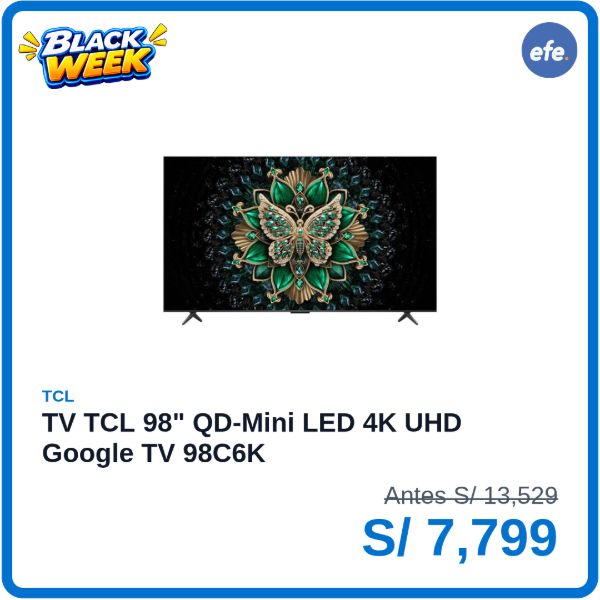 BLACK
WEEK
efe.
TCL
TV TCL 98" QD-Mini LED 4K UHD
Google TV 98C6K
Antes S/ 13,529
S/ 7,799